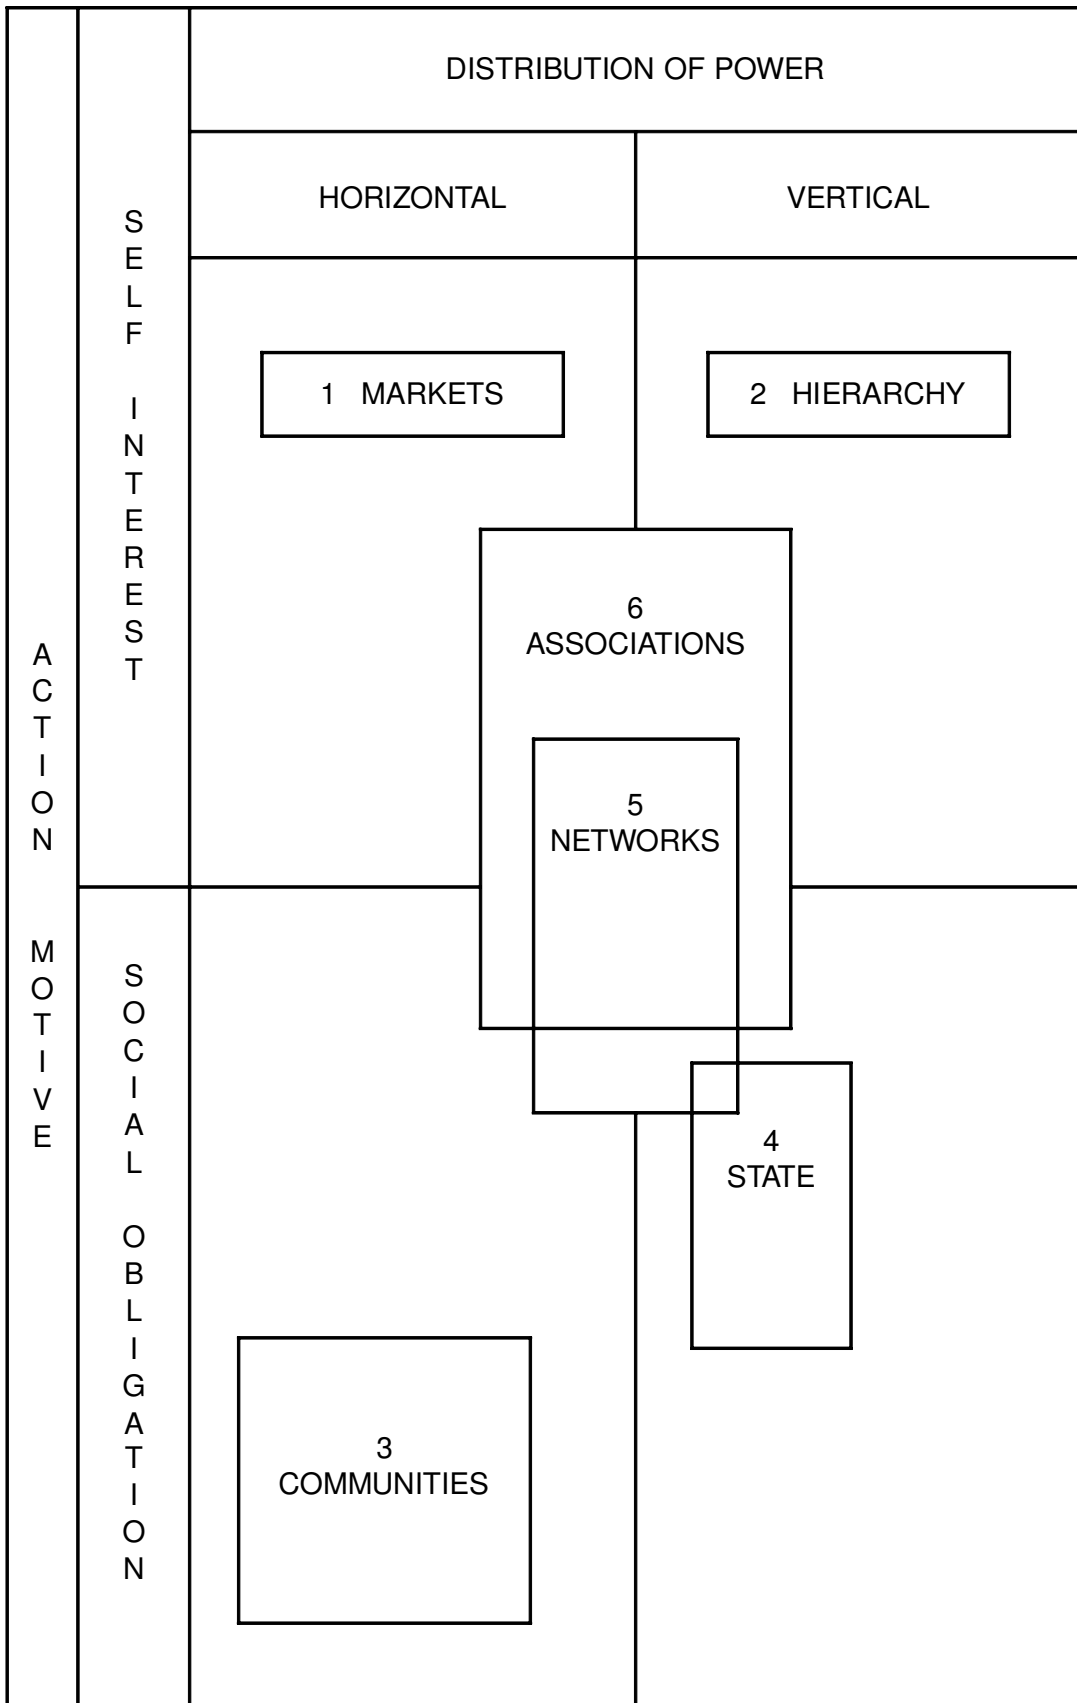 DISTRIBUTION OF POWER
HORIZONTAL
VERTICAL
ACTION MOTIVE
SELF INTEREST
1 MARKETS
2 HIERARCHY
6
ASSOCIATIONS
5
NETWORKS
SOCIAL OBLIGATION
4
STATE
3
COMMUNITIES